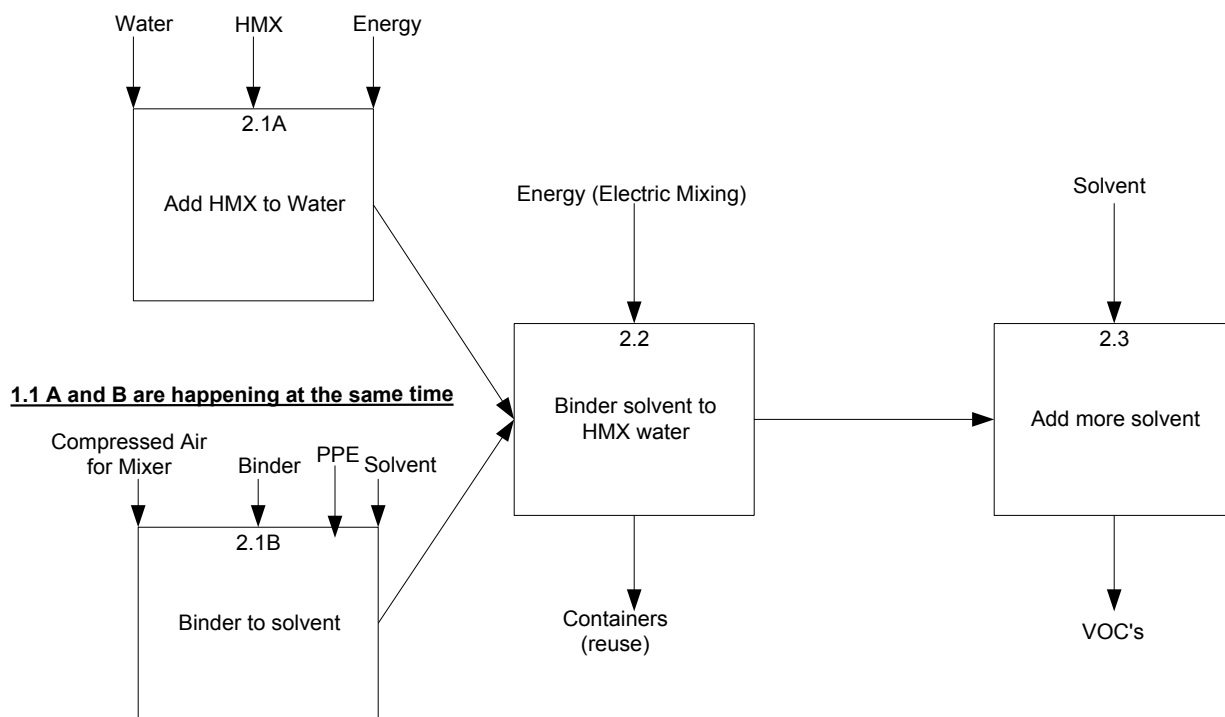 Water
HMX
Energy
2.1A
Add HMX to Water
Energy (Electric Mixing)
Solvent
2.2
Binder solvent to
HMX water
2.3
Add more solvent
1.1 A and B are happening at the same time
Compressed Air
for Mixer
Binder
PPE
Solvent
2.1B
Binder to solvent
Containers
(reuse)
VOC's